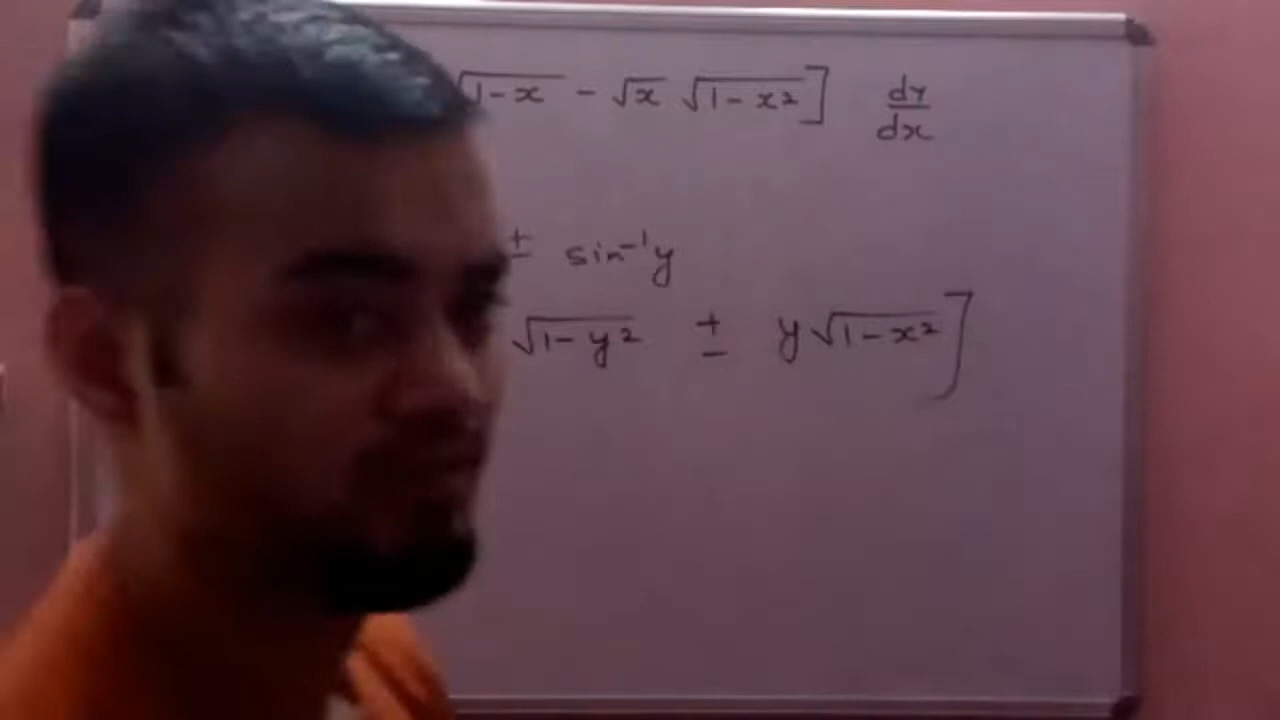 √1-x - √x √1-x²] dy/dx
± sin⁻¹y
√1-y² ± y√1-x²]